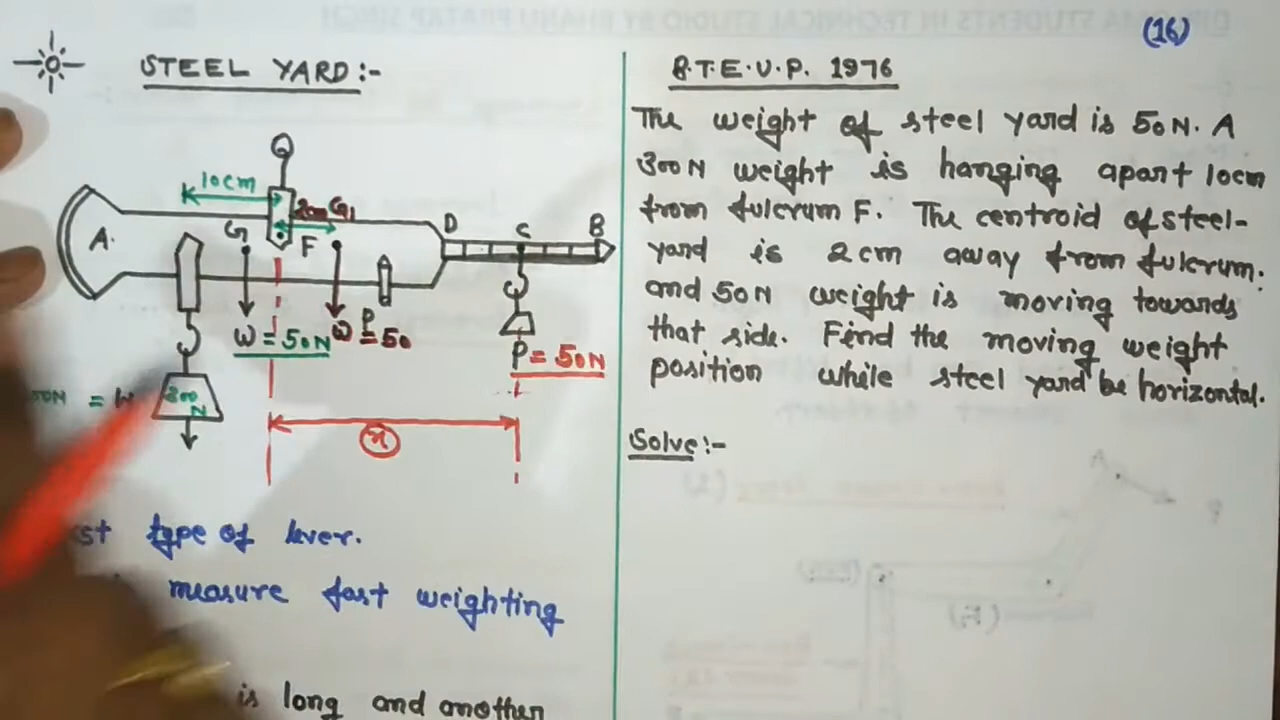 (16)
STEEL YARD:-
10cm
2cm G1
A.
G
F
D
C
B
W = 50N
W = 50
P
P = 50N
= W
300
N
x
type of lever.
measure fast weighting
is long and another
B.T.E.U.P. 1976
The weight of steel yard is 50N. A
300N weight is hanging apart 10cm
from fulcrum F. The centroid of steel-
yard is 2cm away from fulcrum.
and 50N weight is moving towards
that side. Find the moving weight
position while steel yard be horizontal.
Solve:-